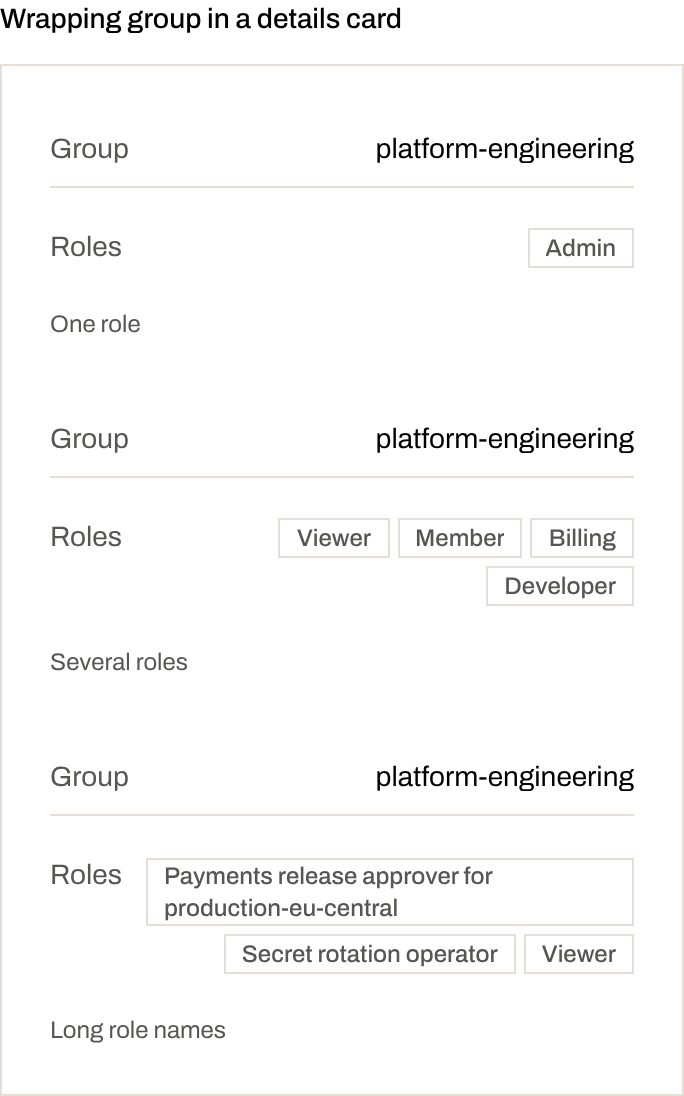 Wrapping group in a details card
Group platform-engineering
Roles Admin
One role
Group platform-engineering
Roles Viewer Member Billing
Developer
Several roles
Group platform-engineering
Roles Payments release approver for
production-eu-central
Secret rotation operator Viewer
Long role names